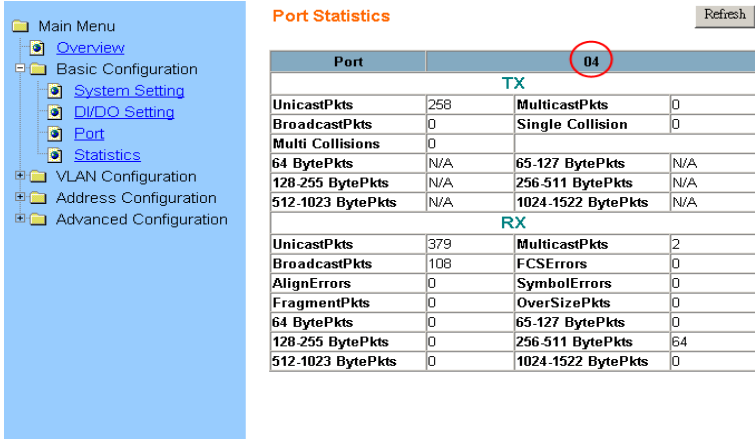 Main Menu
Overview
Basic Configuration
System Setting
DI/DO Setting
Port
Statistics
VLAN Configuration
Address Configuration
Advanced Configuration
Port Statistics
Refresh
Port 04
TX
UnicastPkts 258 MulticastPkts 0
BroadcastPkts 0 Single Collision 0
Multi Collisions 0
64 BytePkts N/A 65-127 BytePkts N/A
128-255 BytePkts N/A 256-511 BytePkts N/A
512-1023 BytePkts N/A 1024-1522 BytePkts N/A
RX
UnicastPkts 379 MulticastPkts 2
BroadcastPkts 108 FCSErrors 0
AlignErrors 0 SymbolErrors 0
FragmentPkts 0 OverSizePkts 0
64 BytePkts 0 65-127 BytePkts 0
128-255 BytePkts 0 256-511 BytePkts 64
512-1023 BytePkts 0 1024-1522 BytePkts 0